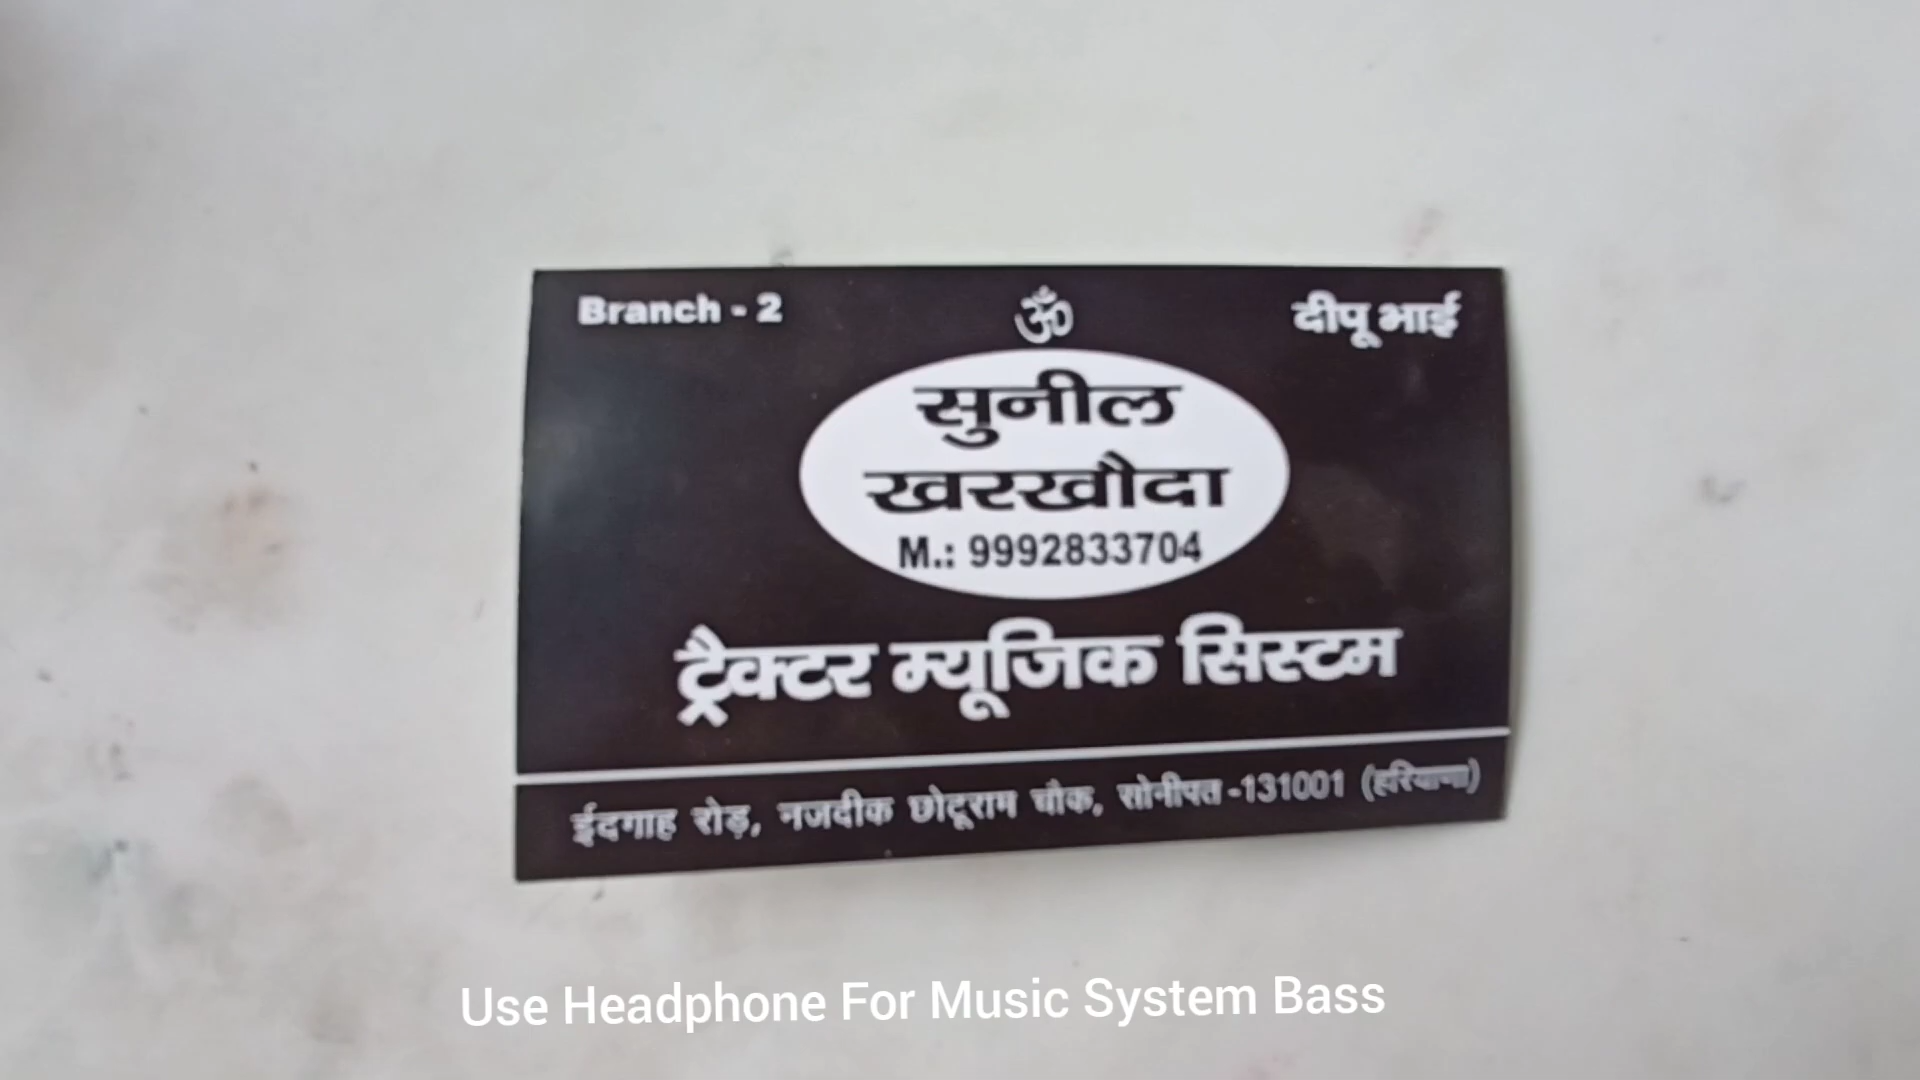 Branch - 2
ॐ
दीपू भाई
सुनील
खरखौदा
M.: 9992833704
ट्रैक्टर म्यूजिक सिस्टम
ईदगाह रोड़, नजदीक छोटूराम चौक, सोनीपत -131001 (हरियाणा)
Use Headphone For Music System Bass